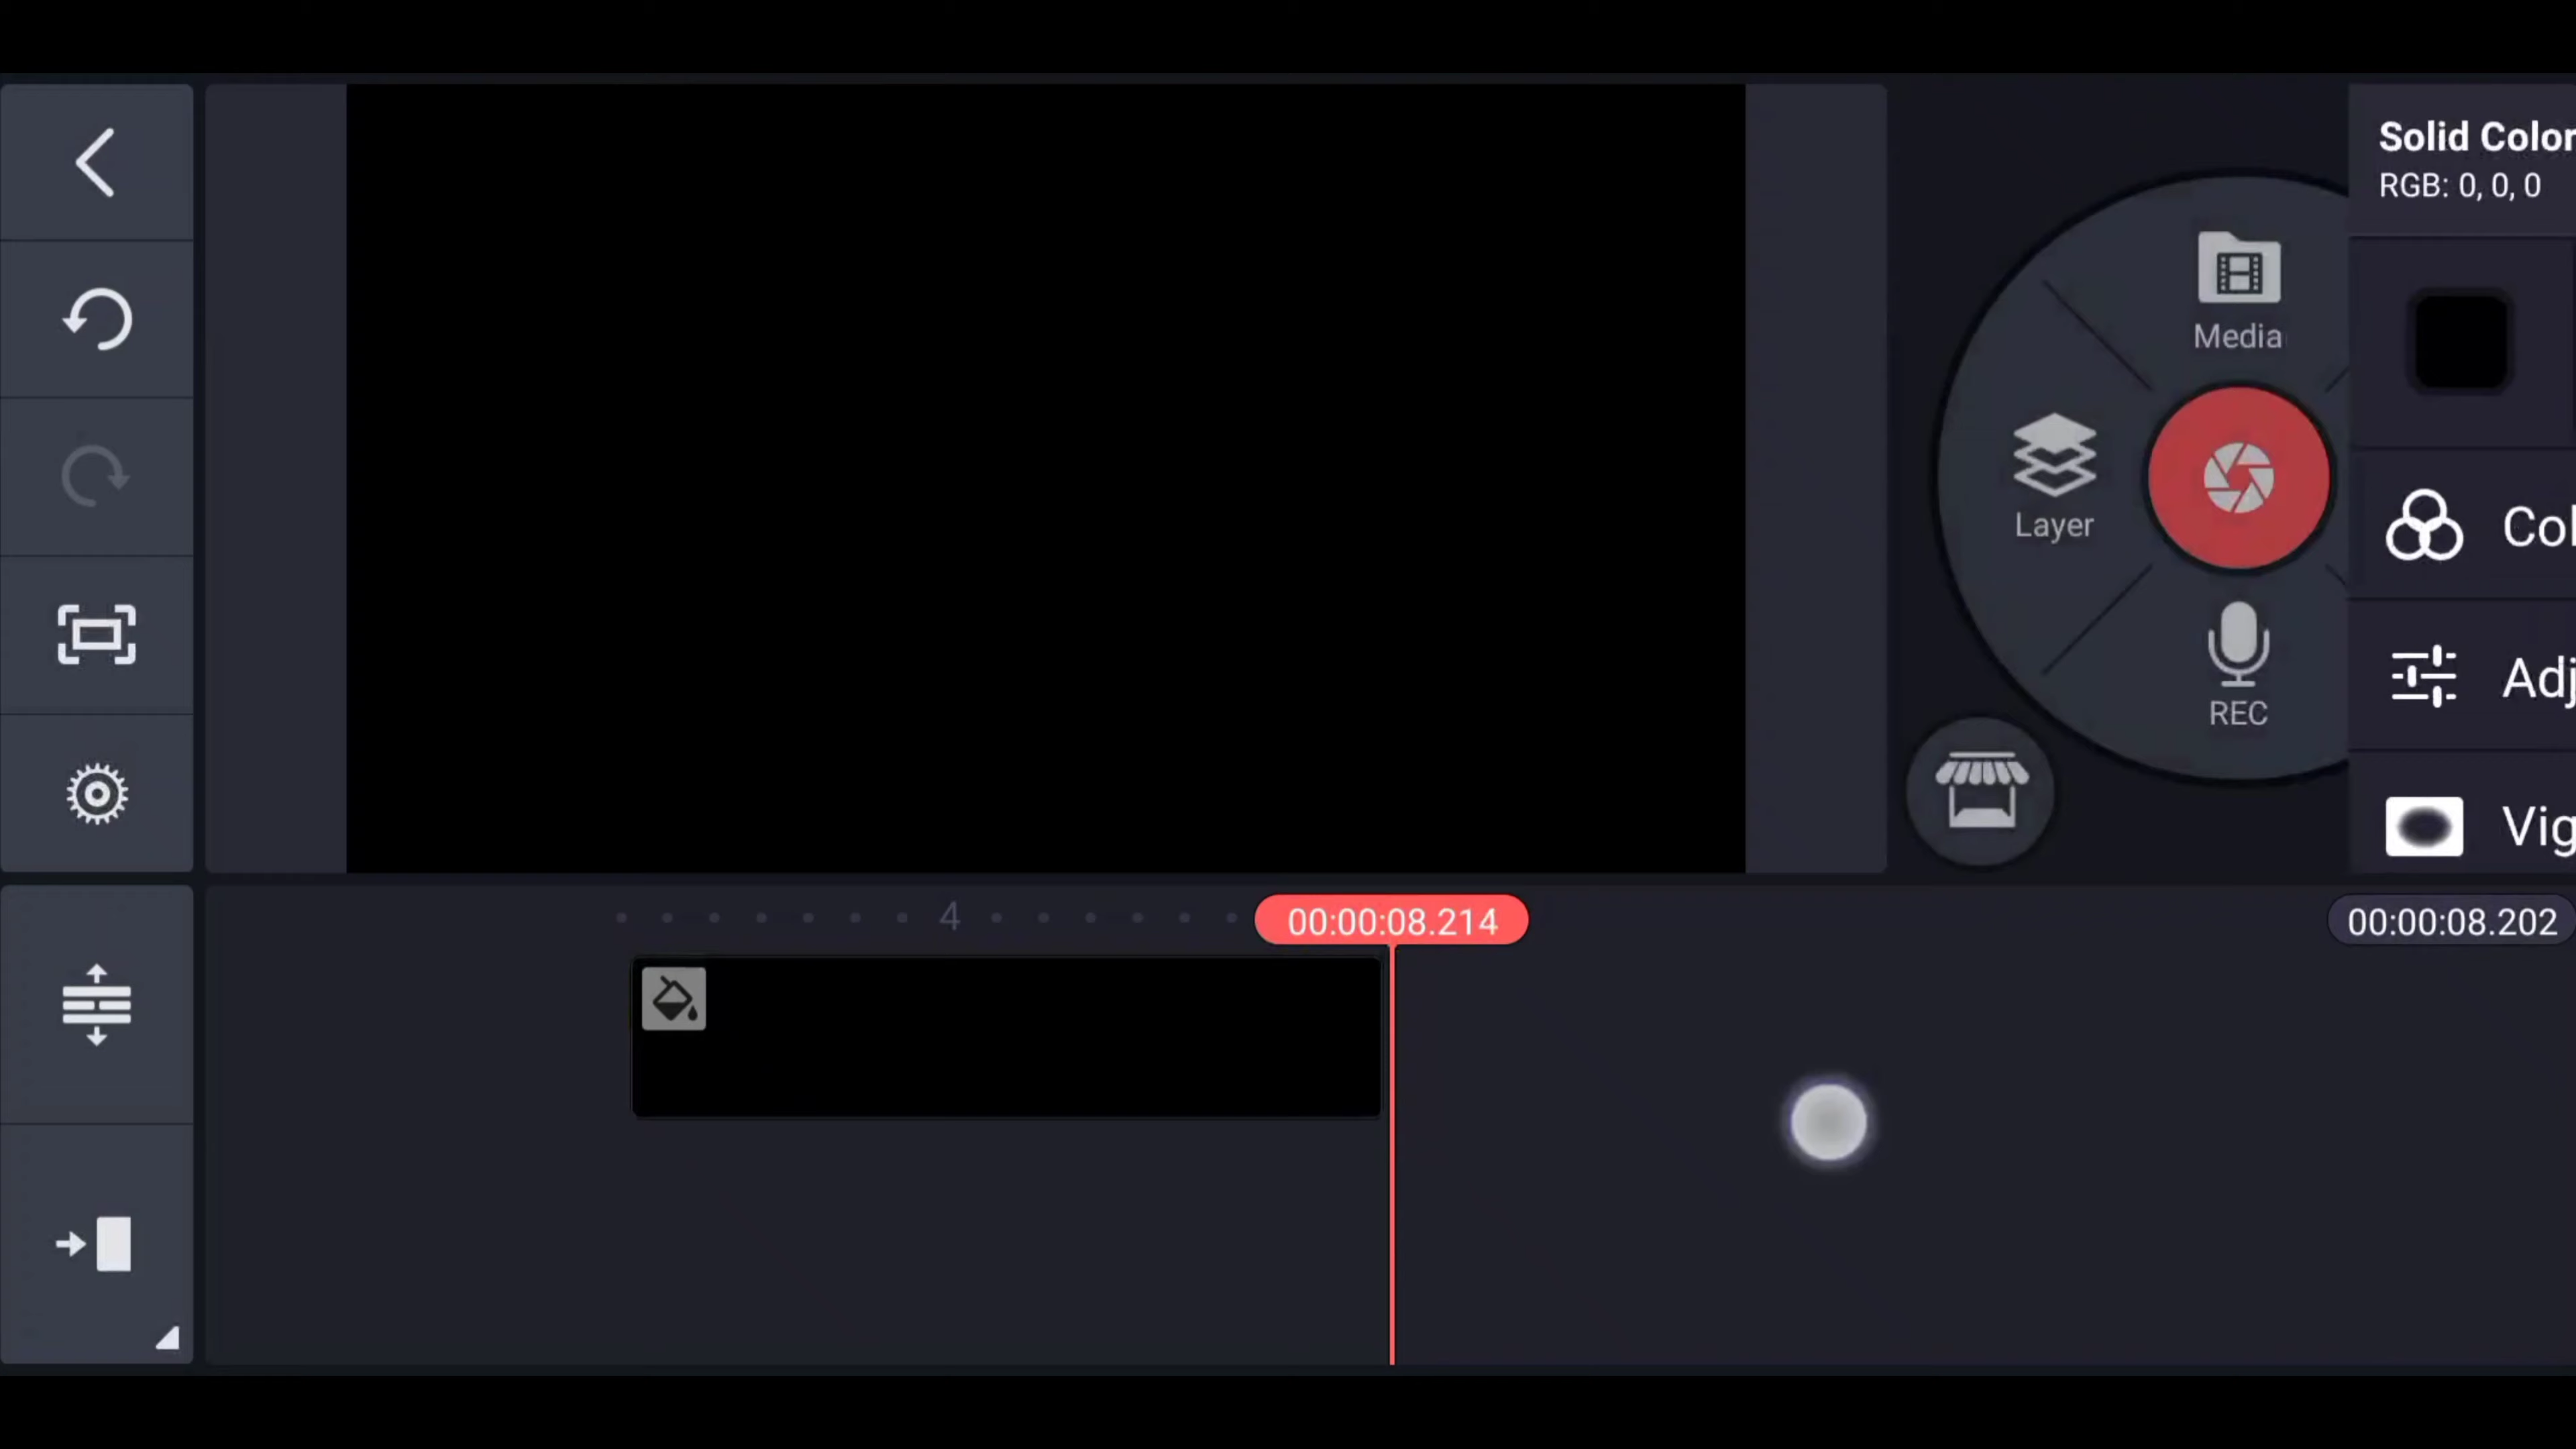 Solid Color
RGB: 0, 0, 0
Media
Layer
Col
Adj
REC
Vig
4
00:00:08.214
00:00:08.202